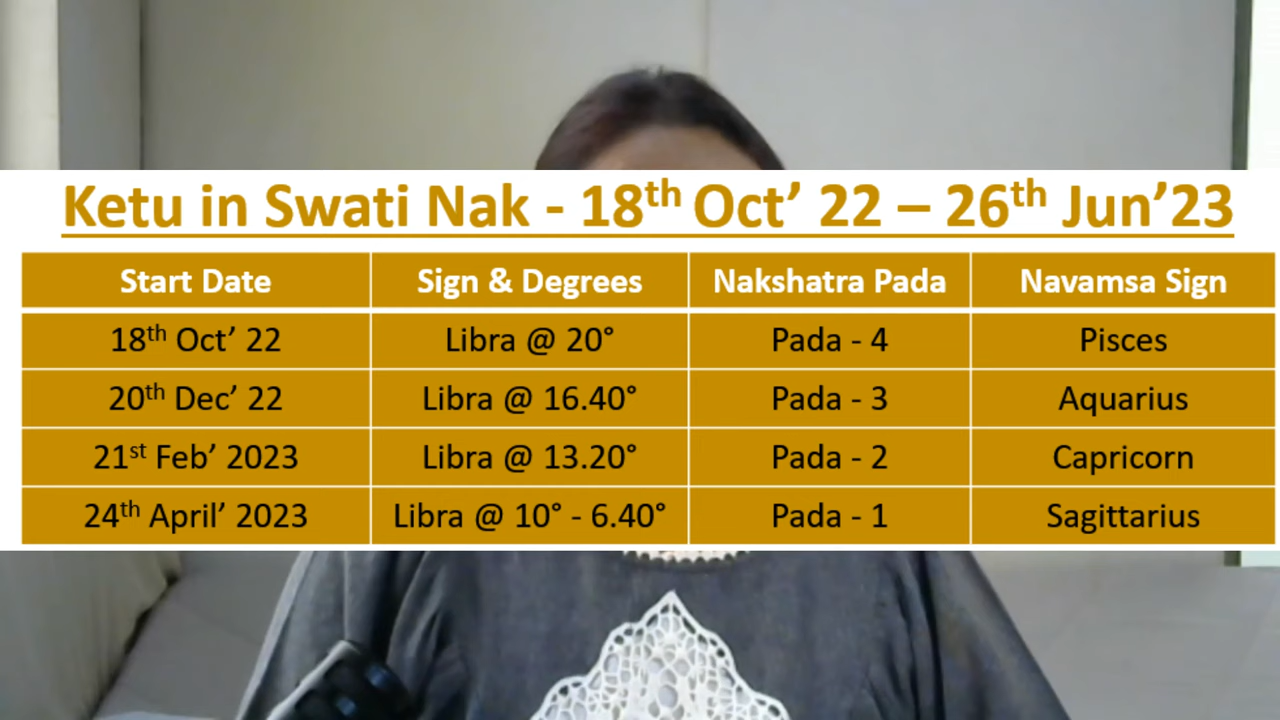 Ketu in Swati Nak - 18th Oct’ 22 – 26th Jun’23
Start Date Sign & Degrees Nakshatra Pada Navamsa Sign
18th Oct’ 22 Libra @ 20° Pada - 4 Pisces
20th Dec’ 22 Libra @ 16.40° Pada - 3 Aquarius
21st Feb’ 2023 Libra @ 13.20° Pada - 2 Capricorn
24th April’ 2023 Libra @ 10° - 6.40° Pada - 1 Sagittarius